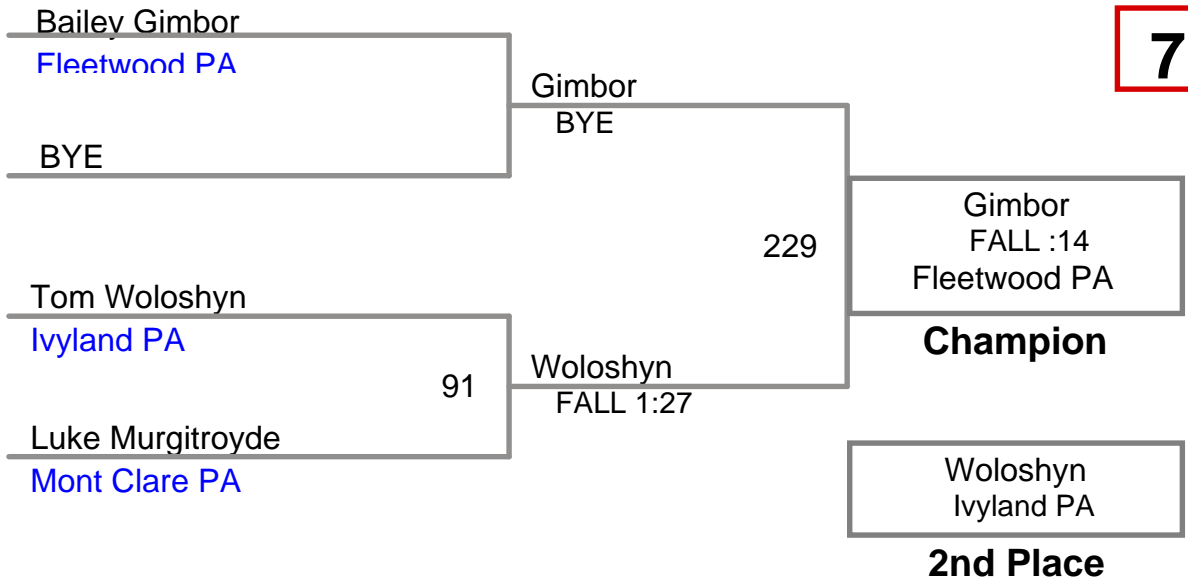 Bailey Gimbor
Fleetwood PA
7
Gimbor
BYE
BYE
Gimbor
FALL :14
Fleetwood PA
229
Tom Woloshyn
Ivyland PA
Champion
Woloshyn
FALL 1:27
91
Luke Murgitroyde
Mont Clare PA
Woloshyn
Ivyland PA
2nd Place